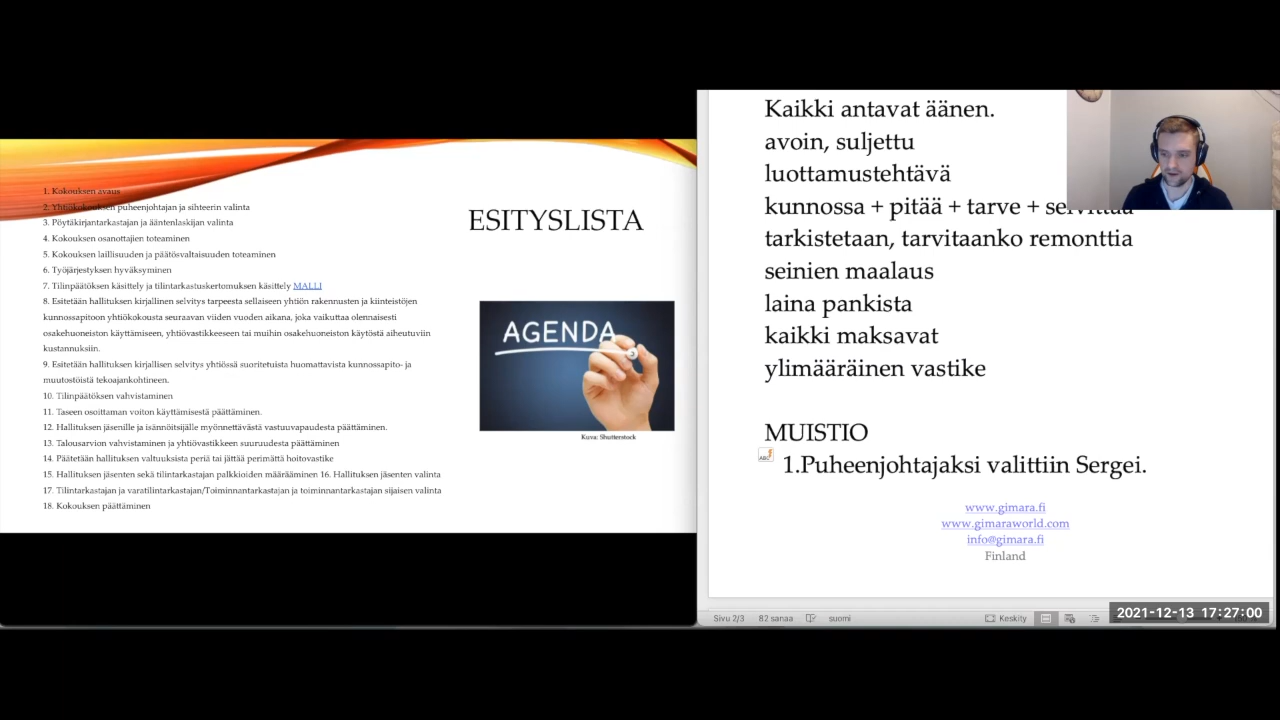 1. Kokouksen avaus
2. Yhtiökokouksen puheenjohtajan ja sihteerin valinta
3. Pöytäkirjantarkastajan ja ääntenlaskijan valinta
4. Kokouksen osanottajien toteaminen
5. Kokouksen laillisuuden ja päätösvaltaisuuden toteaminen
6. Työjärjestyksen hyväksyminen
7. Tilinpäätöksen käsittely ja tilintarkastuskertomuksen käsittely MALLI
8. Esitetään hallituksen kirjallinen selvitys tarpeesta sellaiseen yhtiön rakennusten ja kiinteistöjen
kunnossapitoon yhtiökokousta seuraavan viiden vuoden aikana, joka vaikuttaa olennaisesti
osakehuoneiston käyttämiseen, yhtiövastikkeeseen tai muihin osakehuoneiston käytöstä aiheutuviin
kustannuksiin.
9. Esitetään hallituksen kirjallisen selvitys yhtiössä suoritetuista huomattavista kunnossapito- ja
muutostöistä tekoajankohtineen.
10. Tilinpäätöksen vahvistaminen
11. Taseen osoittaman voiton käyttämisestä päättäminen.
12. Hallituksen jäsenille ja isännöitsijälle myönnettävästä vastuuvapaudesta päättäminen.
13. Talousarvion vahvistaminen ja yhtiövastikkeen suuruudesta päättäminen
14. Päätetään hallituksen valtuuksista periä tai jättää perimättä hoitovastike
15. Hallituksen jäsenten sekä tilintarkastajan palkkioiden määrääminen 16. Hallituksen jäsenten valinta
17. Tilintarkastajan ja varatilintarkastajan/Toiminnantarkastajan ja toiminnantarkastajan sijaisen valinta
18. Kokouksen päättäminen
ESITYSLISTA
AGENDA
Kuva: Shutterstock
Kaikki antavat äänen.
avoin, suljettu
luottamustehtävä
kunnossa + pitää + tarve + selvittää
tarkistetaan, tarvitaanko remonttia
seinien maalaus
laina pankista
kaikki maksavat
ylimääräinen vastike
MUISTIO
1.Puheenjohtajaksi valittiin Sergei.
www.gimara.fi
www.gimaraworld.com
info@gimara.fi
Finland
Sivu 2/3 82 sanaa suomi Keskity
2021-12-13 17:27:00